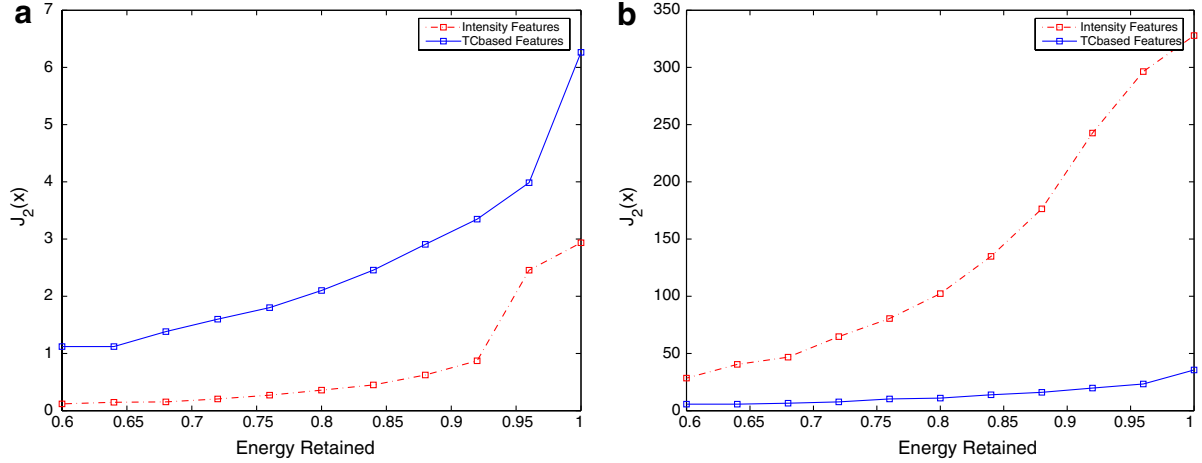 a
7
6
5
4
3
2
1
0
J_2(x)
0.6 0.65 0.7 0.75 0.8 0.85 0.9 0.95 1
Energy Retained
Intensity Features
TCbased Features
b
350
300
250
200
150
100
50
0
J_2(x)
0.6 0.65 0.7 0.75 0.8 0.85 0.9 0.95 1
Energy Retained
Intensity Features
TCbased Features